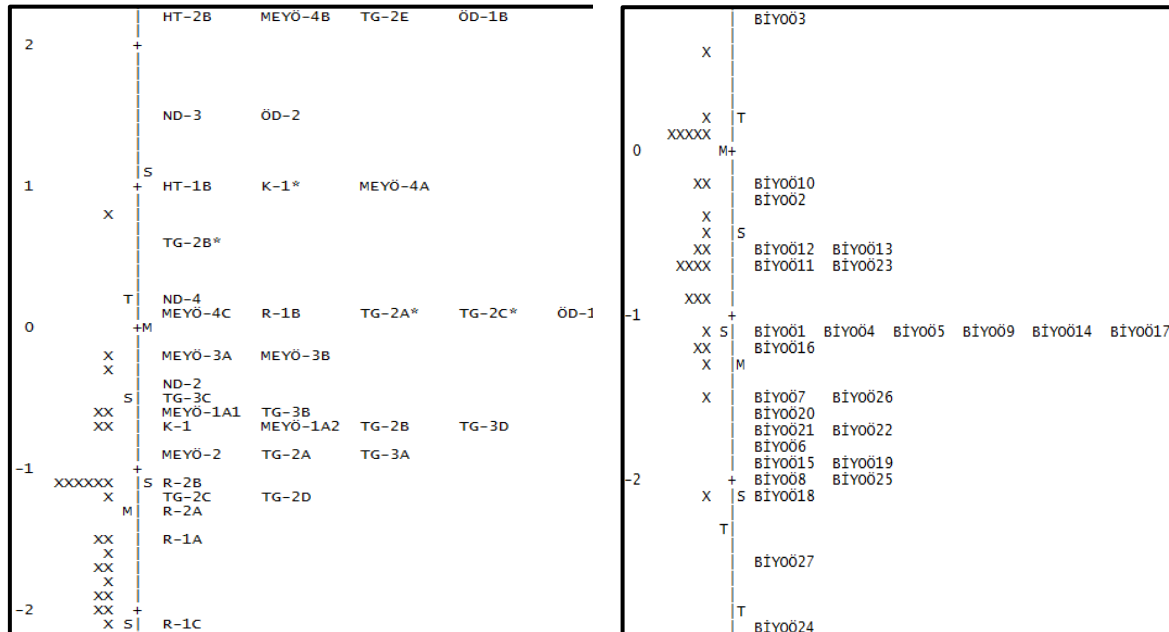 HT-2B MEYÖ-4B TG-2E ÖD-1B
2 +
ND-3 ÖD-2
S
1 + HT-1B K-1* MEYÖ-4A
X
TG-2B*
T ND-4
MEYÖ-4C R-1B TG-2A* TG-2C* ÖD-1
0 +M
X MEYÖ-3A MEYÖ-3B
X
ND-2
S TG-3C
XX MEYÖ-1A1 TG-3B
XX K-1 MEYÖ-1A2 TG-2B TG-3D
MEYÖ-2 TG-2A TG-3A
-1 +
XXXXXX S R-2B
X TG-2C TG-2D
M R-2A
XX R-1A
X
XX
X
XX
-2 XX +
X S R-1C
BİYOÖ3
X
X T
XXXXX
0 M+
XX BİYOÖ10
BİYOÖ2
X
X S
XX BİYOÖ12 BİYOÖ13
XXXX BİYOÖ11 BİYOÖ23
XXX
-1 +
X S BİYOÖ1 BİYOÖ4 BİYOÖ5 BİYOÖ9 BİYOÖ14 BİYOÖ17
XX BİYOÖ16
X M
X BİYOÖ7 BİYOÖ26
BİYOÖ20
BİYOÖ21 BİYOÖ22
BİYOÖ6
BİYOÖ15 BİYOÖ19
-2 + BİYOÖ8 BİYOÖ25
X S BİYOÖ18
T
BİYOÖ27
T
BİYOÖ24